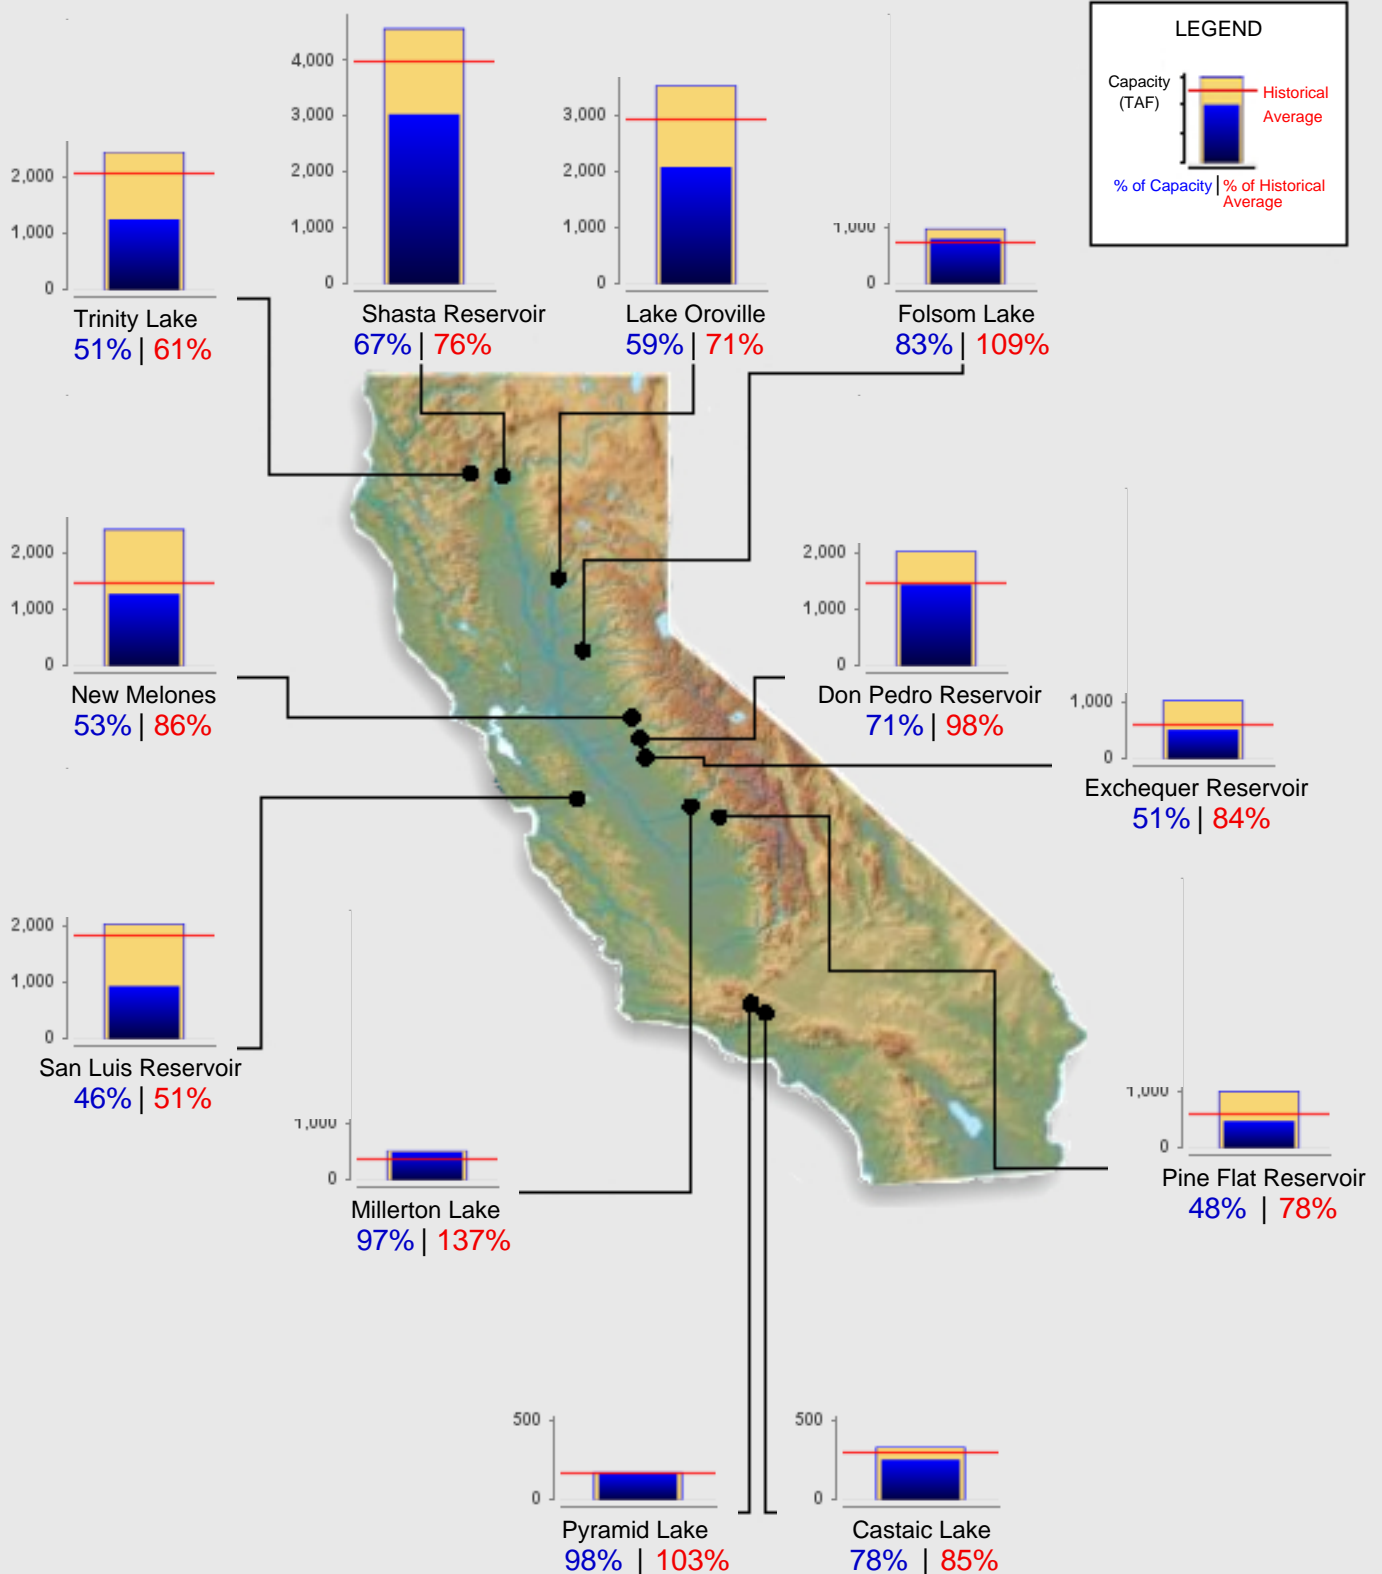 LEGEND
Capacity
(TAF)
Historical
Average
% of Capacity | % of Historical
Average
4,000
3,000
2,000
1,000
0
Shasta Reservoir
67% | 76%
3,000
2,000
1,000
0
Lake Oroville
59% | 71%
2,000
1,000
0
Trinity Lake
51% | 61%
1,000
0
Folsom Lake
83% | 109%
2,000
1,000
0
New Melones
53% | 86%
2,000
1,000
0
Don Pedro Reservoir
71% | 98%
1,000
0
Exchequer Reservoir
51% | 84%
2,000
1,000
0
San Luis Reservoir
46% | 51%
1,000
0
Millerton Lake
97% | 137%
1,000
0
Pine Flat Reservoir
48% | 78%
500
0
Pyramid Lake
98% | 103%
500
0
Castaic Lake
78% | 85%